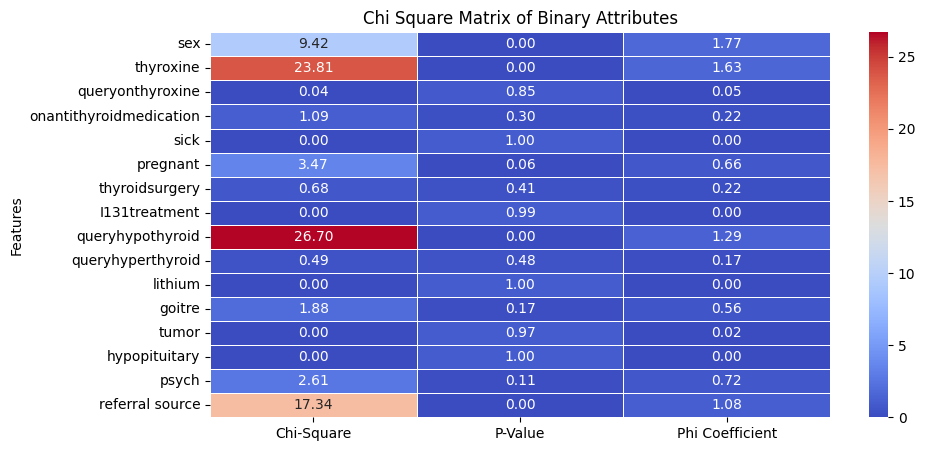 Chi Square Matrix of Binary Attributes
Features
sex 9.42 0.00 1.77
thyroxine 23.81 0.00 1.63
queryonthyroxine 0.04 0.85 0.05
onantithyroidmedication 1.09 0.30 0.22
sick 0.00 1.00 0.00
pregnant 3.47 0.06 0.66
thyroidsurgery 0.68 0.41 0.22
I131treatment 0.00 0.99 0.00
queryhypothyroid 26.70 0.00 1.29
queryhyperthyroid 0.49 0.48 0.17
lithium 0.00 1.00 0.00
goitre 1.88 0.17 0.56
tumor 0.00 0.97 0.02
hypopituitary 0.00 1.00 0.00
psych 2.61 0.11 0.72
referral source 17.34 0.00 1.08
Chi-Square P-Value Phi Coefficient
25
20
15
10
5
0